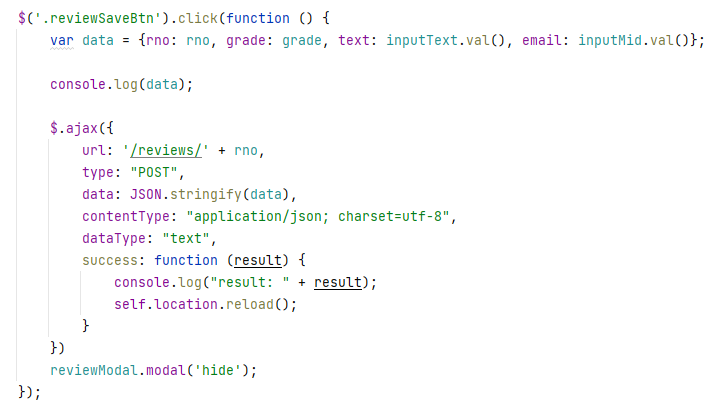 $('.reviewSaveBtn').click(function () {
    var data = {rno: rno, grade: grade, text: inputText.val(), email: inputMid.val()};
    console.log(data);
    $.ajax({
        url: '/reviews/' + rno,
        type: "POST",
        data: JSON.stringify(data),
        contentType: "application/json; charset=utf-8",
        dataType: "text",
        success: function (result) {
            console.log("result: " + result);
            self.location.reload();
        }
    })
    reviewModal.modal('hide');
});